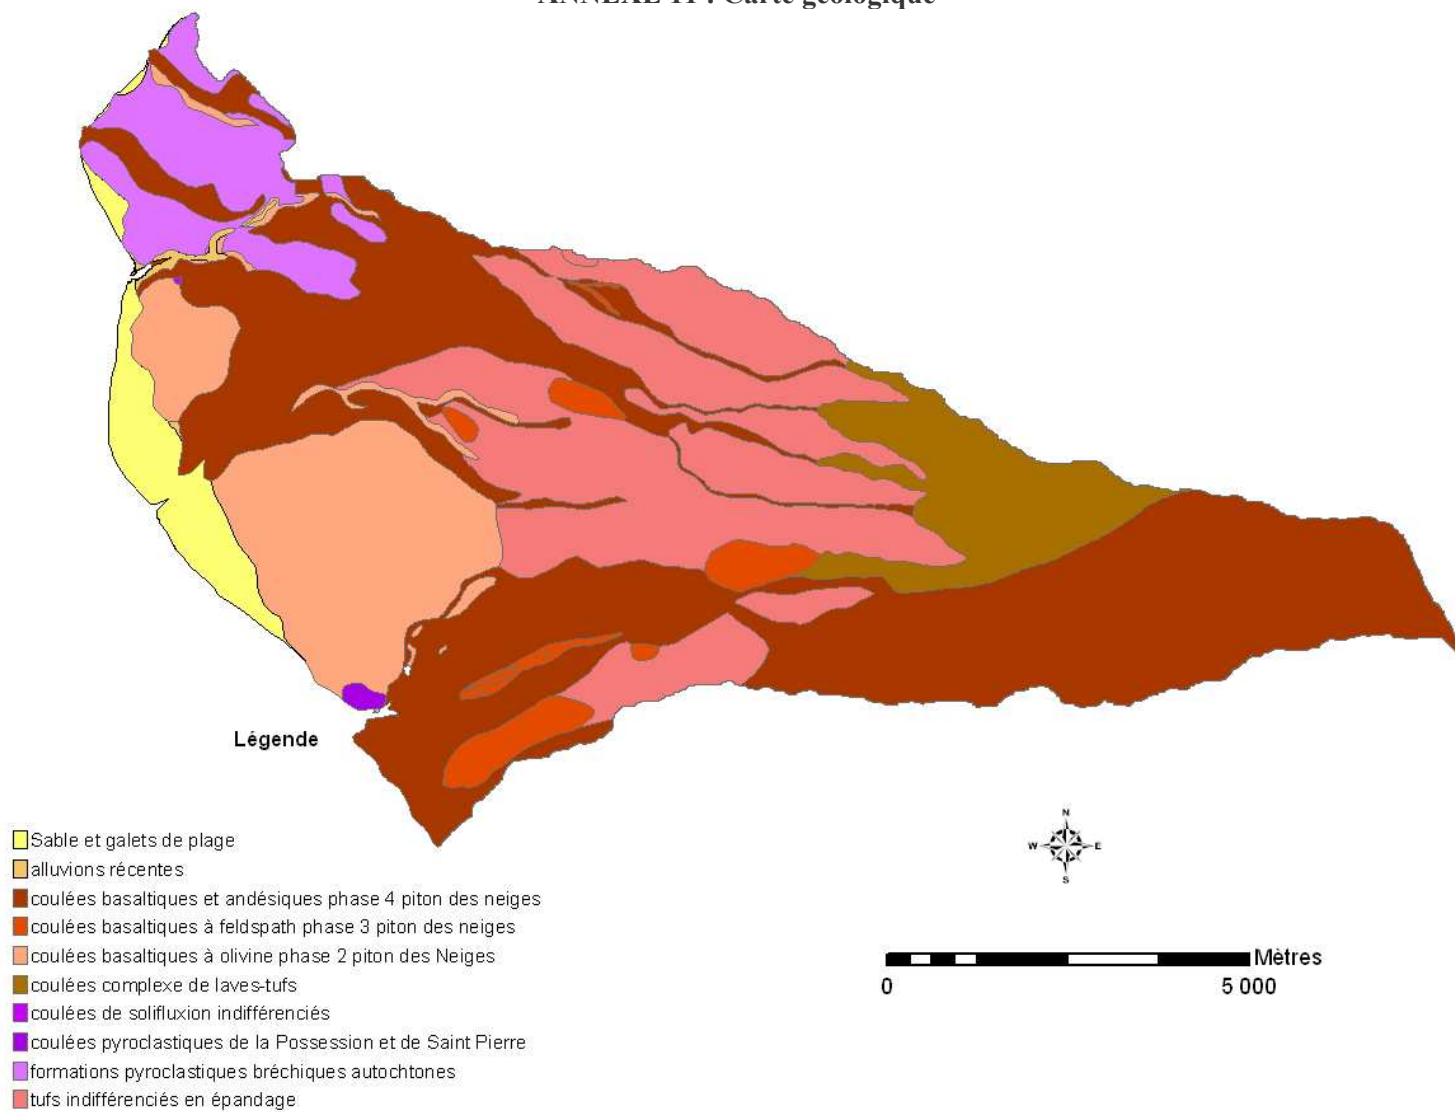 ANNEXE 11 : Carte géologique
Légende
Sable et galets de plage
alluvions récentes
coulées basaltiques et andésiques phase 4 piton des neiges
coulées basaltiques à feldspath phase 3 piton des neiges
coulées basaltiques à olivine phase 2 piton des Neiges
coulées complexe de laves-tufs
coulées de solifluxion indifférenciés
coulées pyroclastiques de la Possession et de Saint Pierre
formations pyroclastiques bréchiques autochtones
tufs indifférenciés en épandage
N
W E
S
Mètres
0 5 000